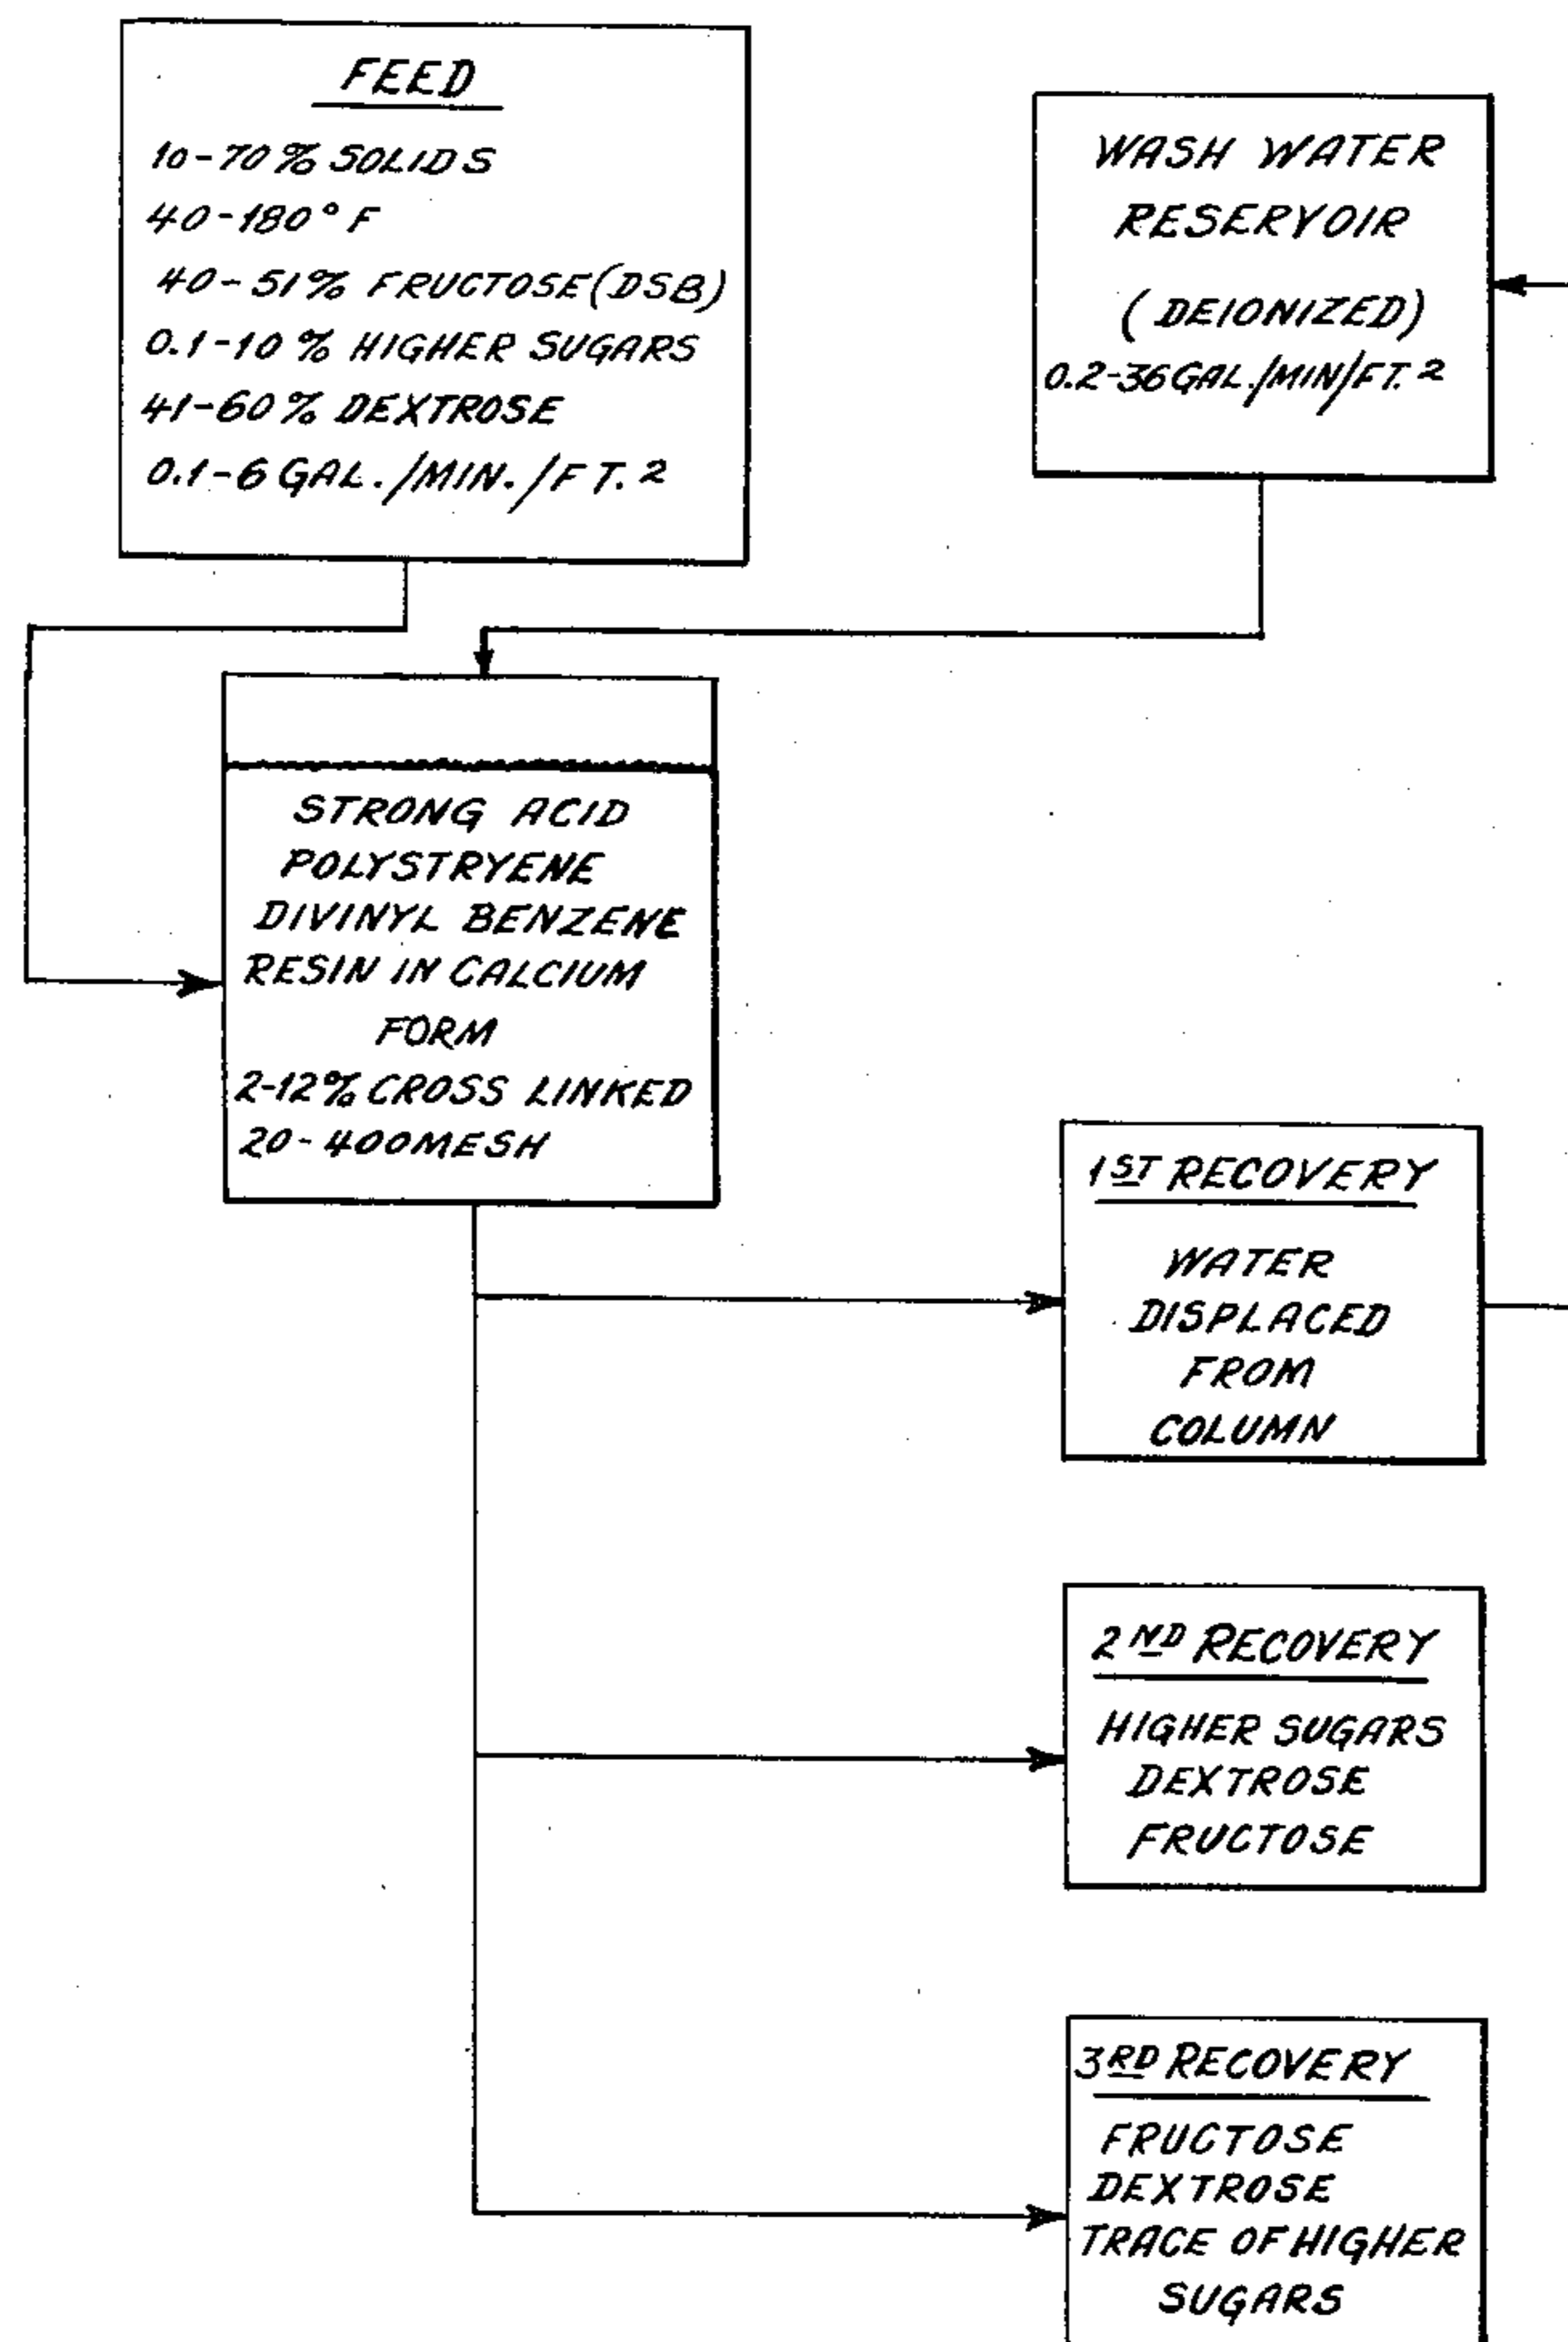 FEED
10-70% SOLIDS
40-180° F
40-51% FRUCTOSE (DSB)
0.1-10% HIGHER SUGARS
41-60% DEXTROSE
0.1-6 GAL./MIN./FT.²
WASH WATER
RESERVOIR
(DEIONIZED)
0.2-36 GAL./MIN/FT.²
STRONG ACID
POLYSTRYENE
DIVINYL BENZENE
RESIN IN CALCIUM
FORM
2-12% CROSS LINKED
20-400MESH
1ST RECOVERY
WATER
DISPLACED
FROM
COLUMN
2ND RECOVERY
HIGHER SUGARS
DEXTROSE
FRUCTOSE
3RD RECOVERY
FRUCTOSE
DEXTROSE
TRACE OF HIGHER
SUGARS